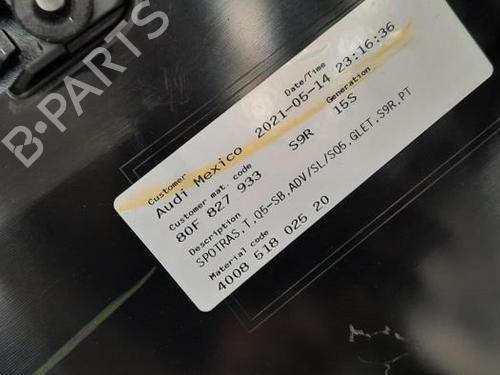 B-PARTS
Customer
Date/Time
Audi Mexico 2021-05-14 23:16:36
Customer mat. code
Generation
80F 827 933 S9R 15S
Description
SPOTRAS.T.Q5-SB.ADV/SL/SQ5.GLET.S9R.PT
Material code
4008 518 025 20